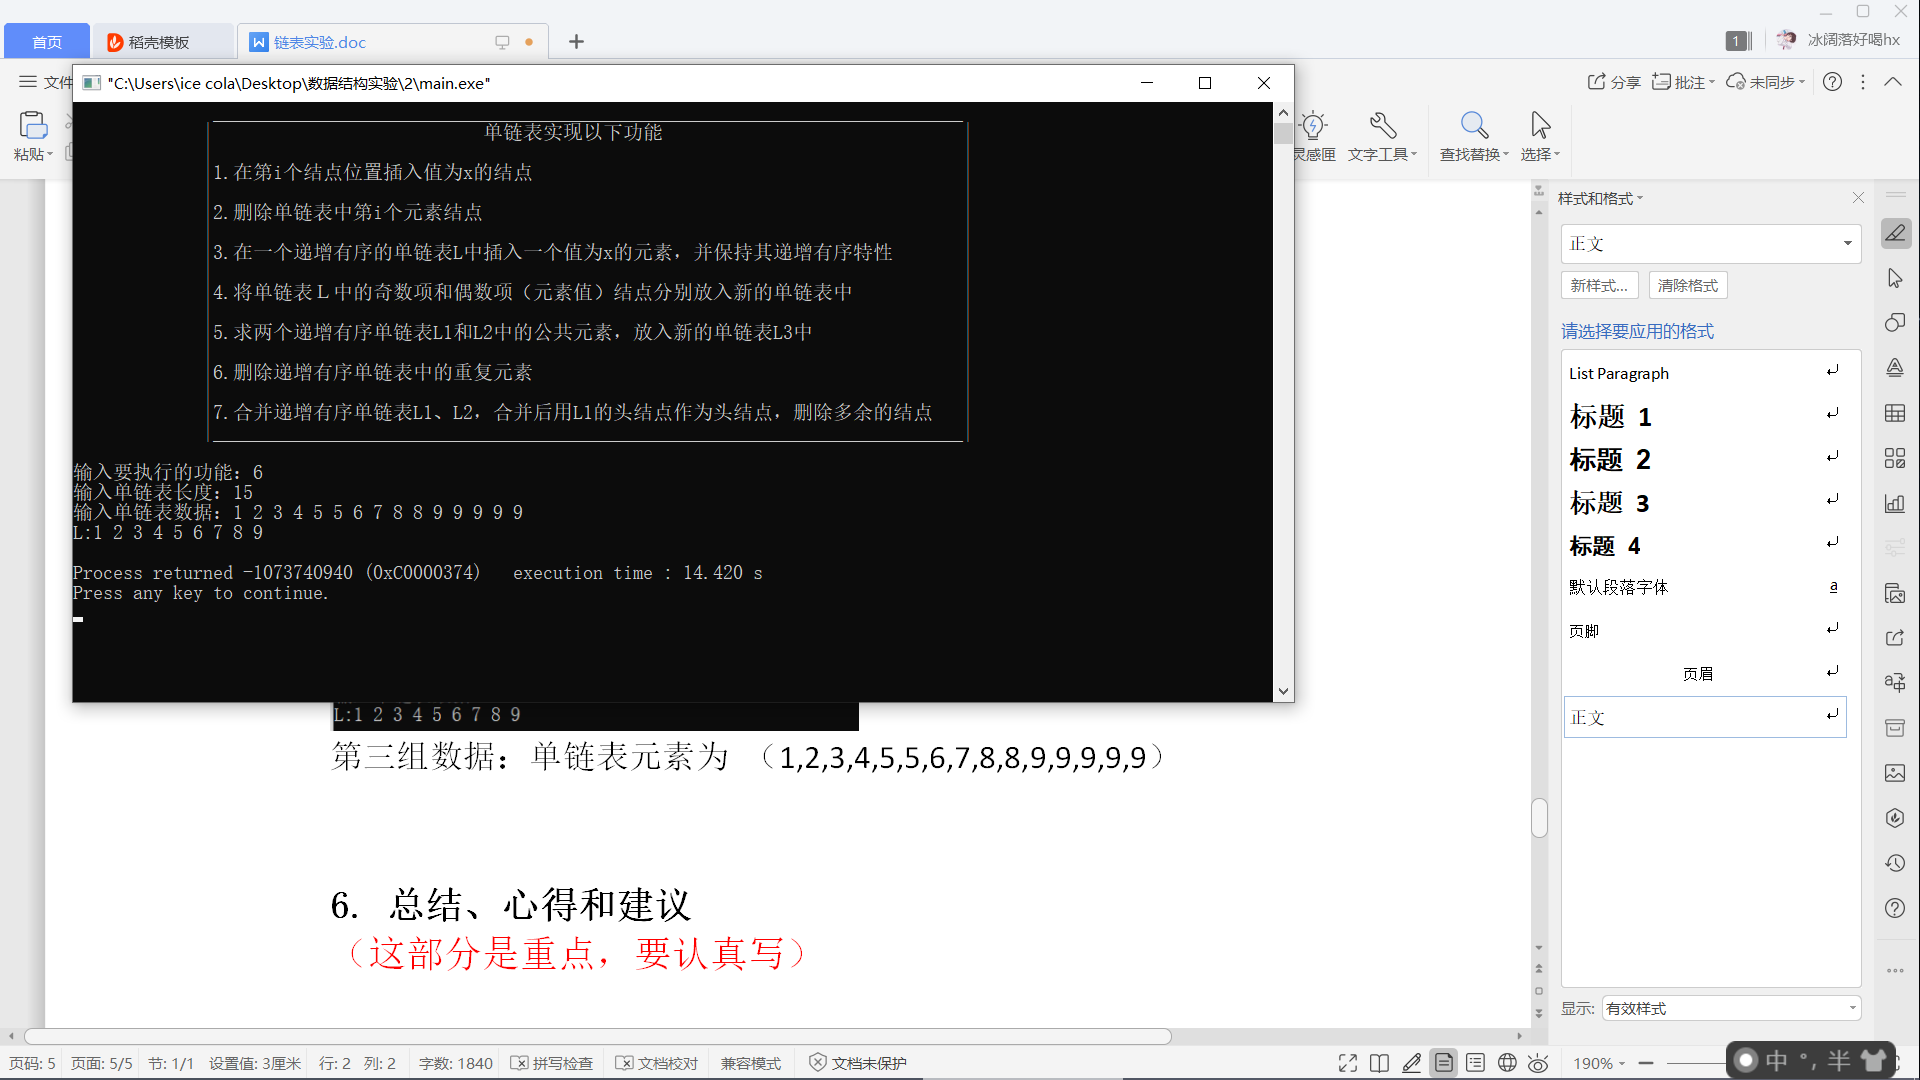 首页
稻壳模板
链表实验.doc
1
冰阔落好喝hx
文件
"C:\Users\ice cola\Desktop\数据结构实验\2\main.exe"
分享
批注
未同步
粘贴
灵感匣
文字工具
查找替换
选择
单链表实现以下功能
1.在第i个结点位置插入值为x的结点
2.删除单链表中第i个元素结点
3.在一个递增有序的单链表L中插入一个值为x的元素，并保持其递增有序特性
4.将单链表Ｌ中的奇数项和偶数项（元素值）结点分别放入新的单链表中
5.求两个递增有序单链表L1和L2中的公共元素，放入新的单链表L3中
6.删除递增有序单链表中的重复元素
7.合并递增有序单链表L1、L2，合并后用L1的头结点作为头结点，删除多余的结点
输入要执行的功能：6
输入单链表长度：15
输入单链表数据：1 2 3 4 5 5 6 7 8 8 9 9 9 9 9
L:1 2 3 4 5 6 7 8 9
Process returned -1073740940 (0xC0000374)   execution time : 14.420 s
Press any key to continue.
L:1 2 3 4 5 6 7 8 9
第三组数据：单链表元素为 （1,2,3,4,5,5,6,7,8,8,9,9,9,9,9）
6. 总结、心得和建议
（这部分是重点，要认真写）
样式和格式
正文
新样式...
清除格式
请选择要应用的格式
List Paragraph
标题 1
标题 2
标题 3
标题 4
默认段落字体 a
页脚
页眉
正文
显示: 有效样式
页码: 5
页面: 5/5
节: 1/1
设置值: 3厘米
行: 2
列: 2
字数: 1840
拼写检查
文档校对
兼容模式
文档未保护
190%
中 °, 半